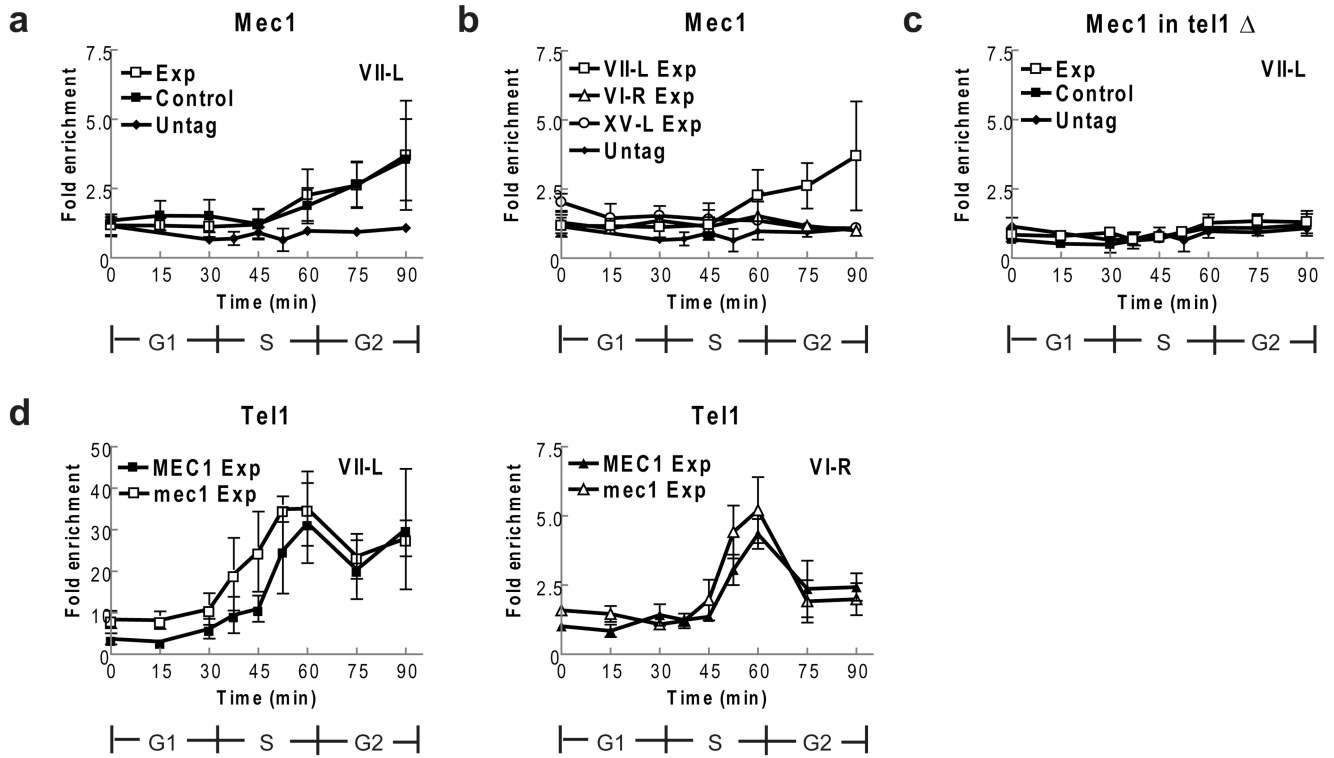 a
Mec1
Fold enrichment
7.5
5.0
2.5
0
Exp
Control
Untag
VII-L
0 15 30 45 60 75 90
Time (min)
G1 S G2
b
Mec1
Fold enrichment
7.5
5.0
2.5
0
VII-L Exp
VI-R Exp
XV-L Exp
Untag
0 15 30 45 60 75 90
Time (min)
G1 S G2
c
Mec1 in tel1 Δ
Fold enrichment
7.5
5.0
2.5
0
Exp
Control
Untag
VII-L
0 15 30 45 60 75 90
Time (min)
G1 S G2
d
Tel1
Fold enrichment
50
40
30
20
10
0
MEC1 Exp
mec1 Exp
VII-L
0 15 30 45 60 75 90
Time (min)
G1 S G2
Tel1
Fold enrichment
7.5
5.0
2.5
0
MEC1 Exp
mec1 Exp
VI-R
0 15 30 45 60 75 90
Time (min)
G1 S G2